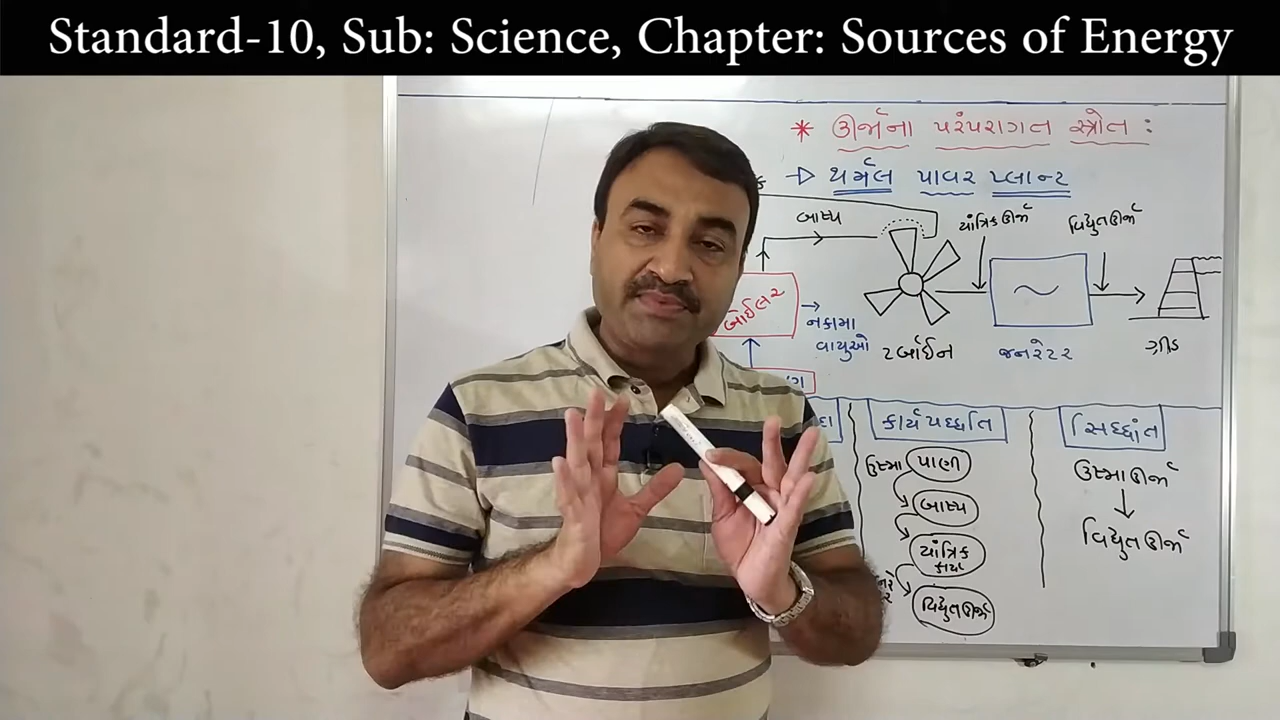 Standard-10, Sub: Science, Chapter: Sources of Energy
* ઊર્જાના પરંપરાગત સ્ત્રોત :
થર્મલ પાવર પ્લાન્ટ
બાષ્પ
યાંત્રિકઊર્જા
વિદ્યુતઊર્જા
બોઈલર
નકામા
વાયુઓ
ટર્બાઈન
જનરેટર
ગ્રીડ
કાર્યપદ્ધતિ
સિદ્ધાંત
ઉષ્મા પાણી
બાષ્પ
યાંત્રિક
કાર્ય
વિદ્યુતઊર્જા
ઉષ્માઊર્જા
વિદ્યુતઊર્જા